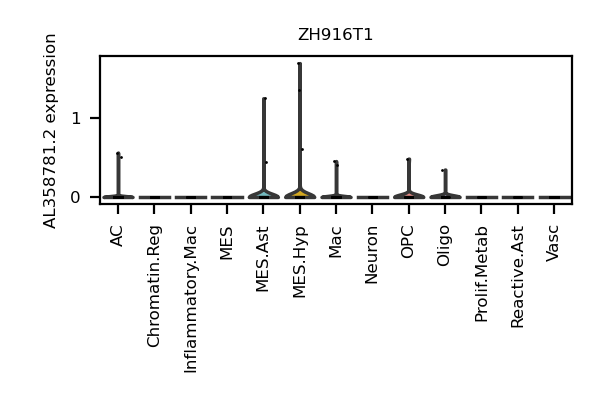 ZH916T1
AL358781.2 expression
1
0
AC
Chromatin.Reg
Inflammatory.Mac
MES
MES.Ast
MES.Hyp
Mac
Neuron
OPC
Oligo
Prolif.Metab
Reactive.Ast
Vasc